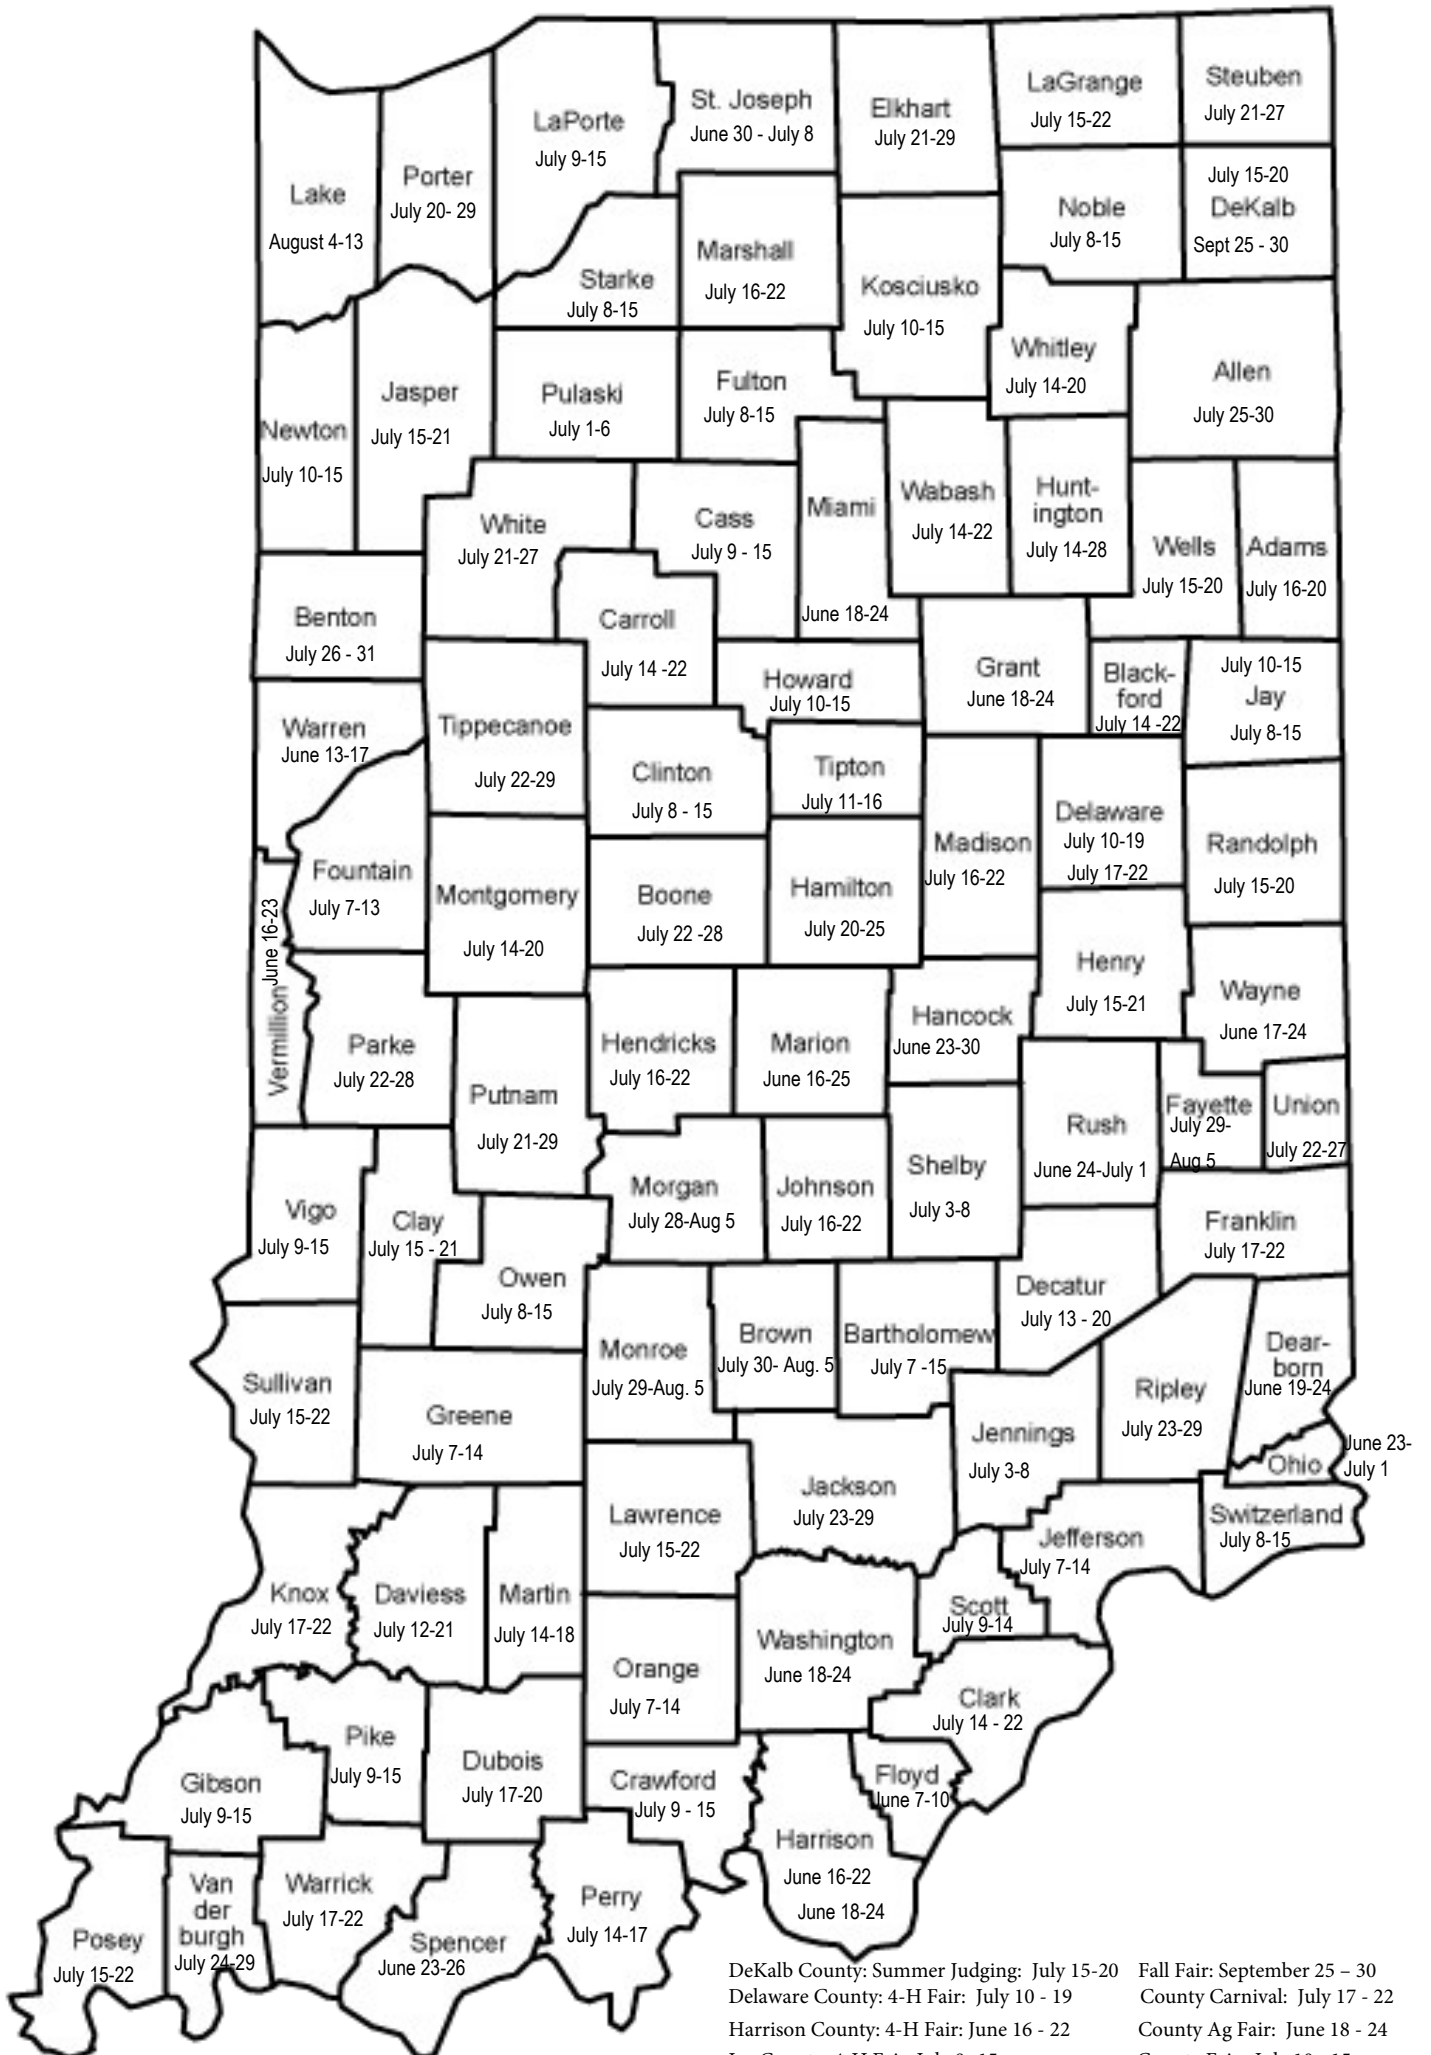 LaPorte
July 9-15
St. Joseph
June 30 - July 8
Elkhart
July 21-29
LaGrange
July 15-22
Steuben
July 21-27
Lake
August 4-13
Porter
July 20- 29
Noble
July 8-15
July 15-20
DeKalb
Sept 25 - 30
Starke
July 8-15
Marshall
July 16-22
Kosciusko
July 10-15
Whitley
July 14-20
Allen
July 25-30
Newton
July 10-15
Jasper
July 15-21
Pulaski
July 1-6
Fulton
July 8-15
White
July 21-27
Cass
July 9 - 15
Miami
June 18-24
Wabash
July 14-22
Hunt-
ington
July 14-28
Wells
July 15-20
Adams
July 16-20
Benton
July 26 - 31
Carroll
July 14 -22
Howard
July 10-15
Grant
June 18-24
Black-
ford
July 14 -22
July 10-15
Jay
July 8-15
Warren
June 13-17
Tippecanoe
July 22-29
Clinton
July 8 - 15
Tipton
July 11-16
Madison
July 16-22
Delaware
July 10-19
July 17-22
Randolph
July 15-20
Fountain
July 7-13
Montgomery
July 14-20
Boone
July 22 -28
Hamilton
July 20-25
Henry
July 15-21
Wayne
June 17-24
Vermillion
June 16-23
Parke
July 22-28
Putnam
July 21-29
Hendricks
July 16-22
Marion
June 16-25
Hancock
June 23-30
Rush
June 24-July 1
Fayette
July 29-
Aug 5
Union
July 22-27
Vigo
July 9-15
Clay
July 15 - 21
Owen
July 8-15
Morgan
July 28-Aug 5
Johnson
July 16-22
Shelby
July 3-8
Franklin
July 17-22
Decatur
July 13 - 20
Sullivan
July 15-22
Greene
July 7-14
Monroe
July 29-Aug. 5
Brown
July 30- Aug. 5
Bartholomew
July 7 -15
Jennings
July 3-8
Ripley
July 23-29
Dear-
born
June 19-24
Ohio
June 23-
July 1
Lawrence
July 15-22
Jackson
July 23-29
Jefferson
July 7-14
Switzerland
July 8-15
Knox
July 17-22
Daviess
July 12-21
Martin
July 14-18
Orange
July 7-14
Washington
June 18-24
Scott
July 9-14
Clark
July 14 - 22
Gibson
July 9-15
Pike
July 9-15
Dubois
July 17-20
Crawford
July 9 - 15
Floyd
June 7-10
Harrison
June 16-22
June 18-24
Posey
July 15-22
Van
der
burgh
July 24-29
Warrick
July 17-22
Spencer
June 23-26
Perry
July 14-17
DeKalb County: Summer Judging: July 15-20 Fall Fair: September 25 – 30
Delaware County: 4-H Fair: July 10 - 19 County Carnival: July 17 - 22
Harrison County: 4-H Fair: June 16 - 22 County Ag Fair: June 18 - 24